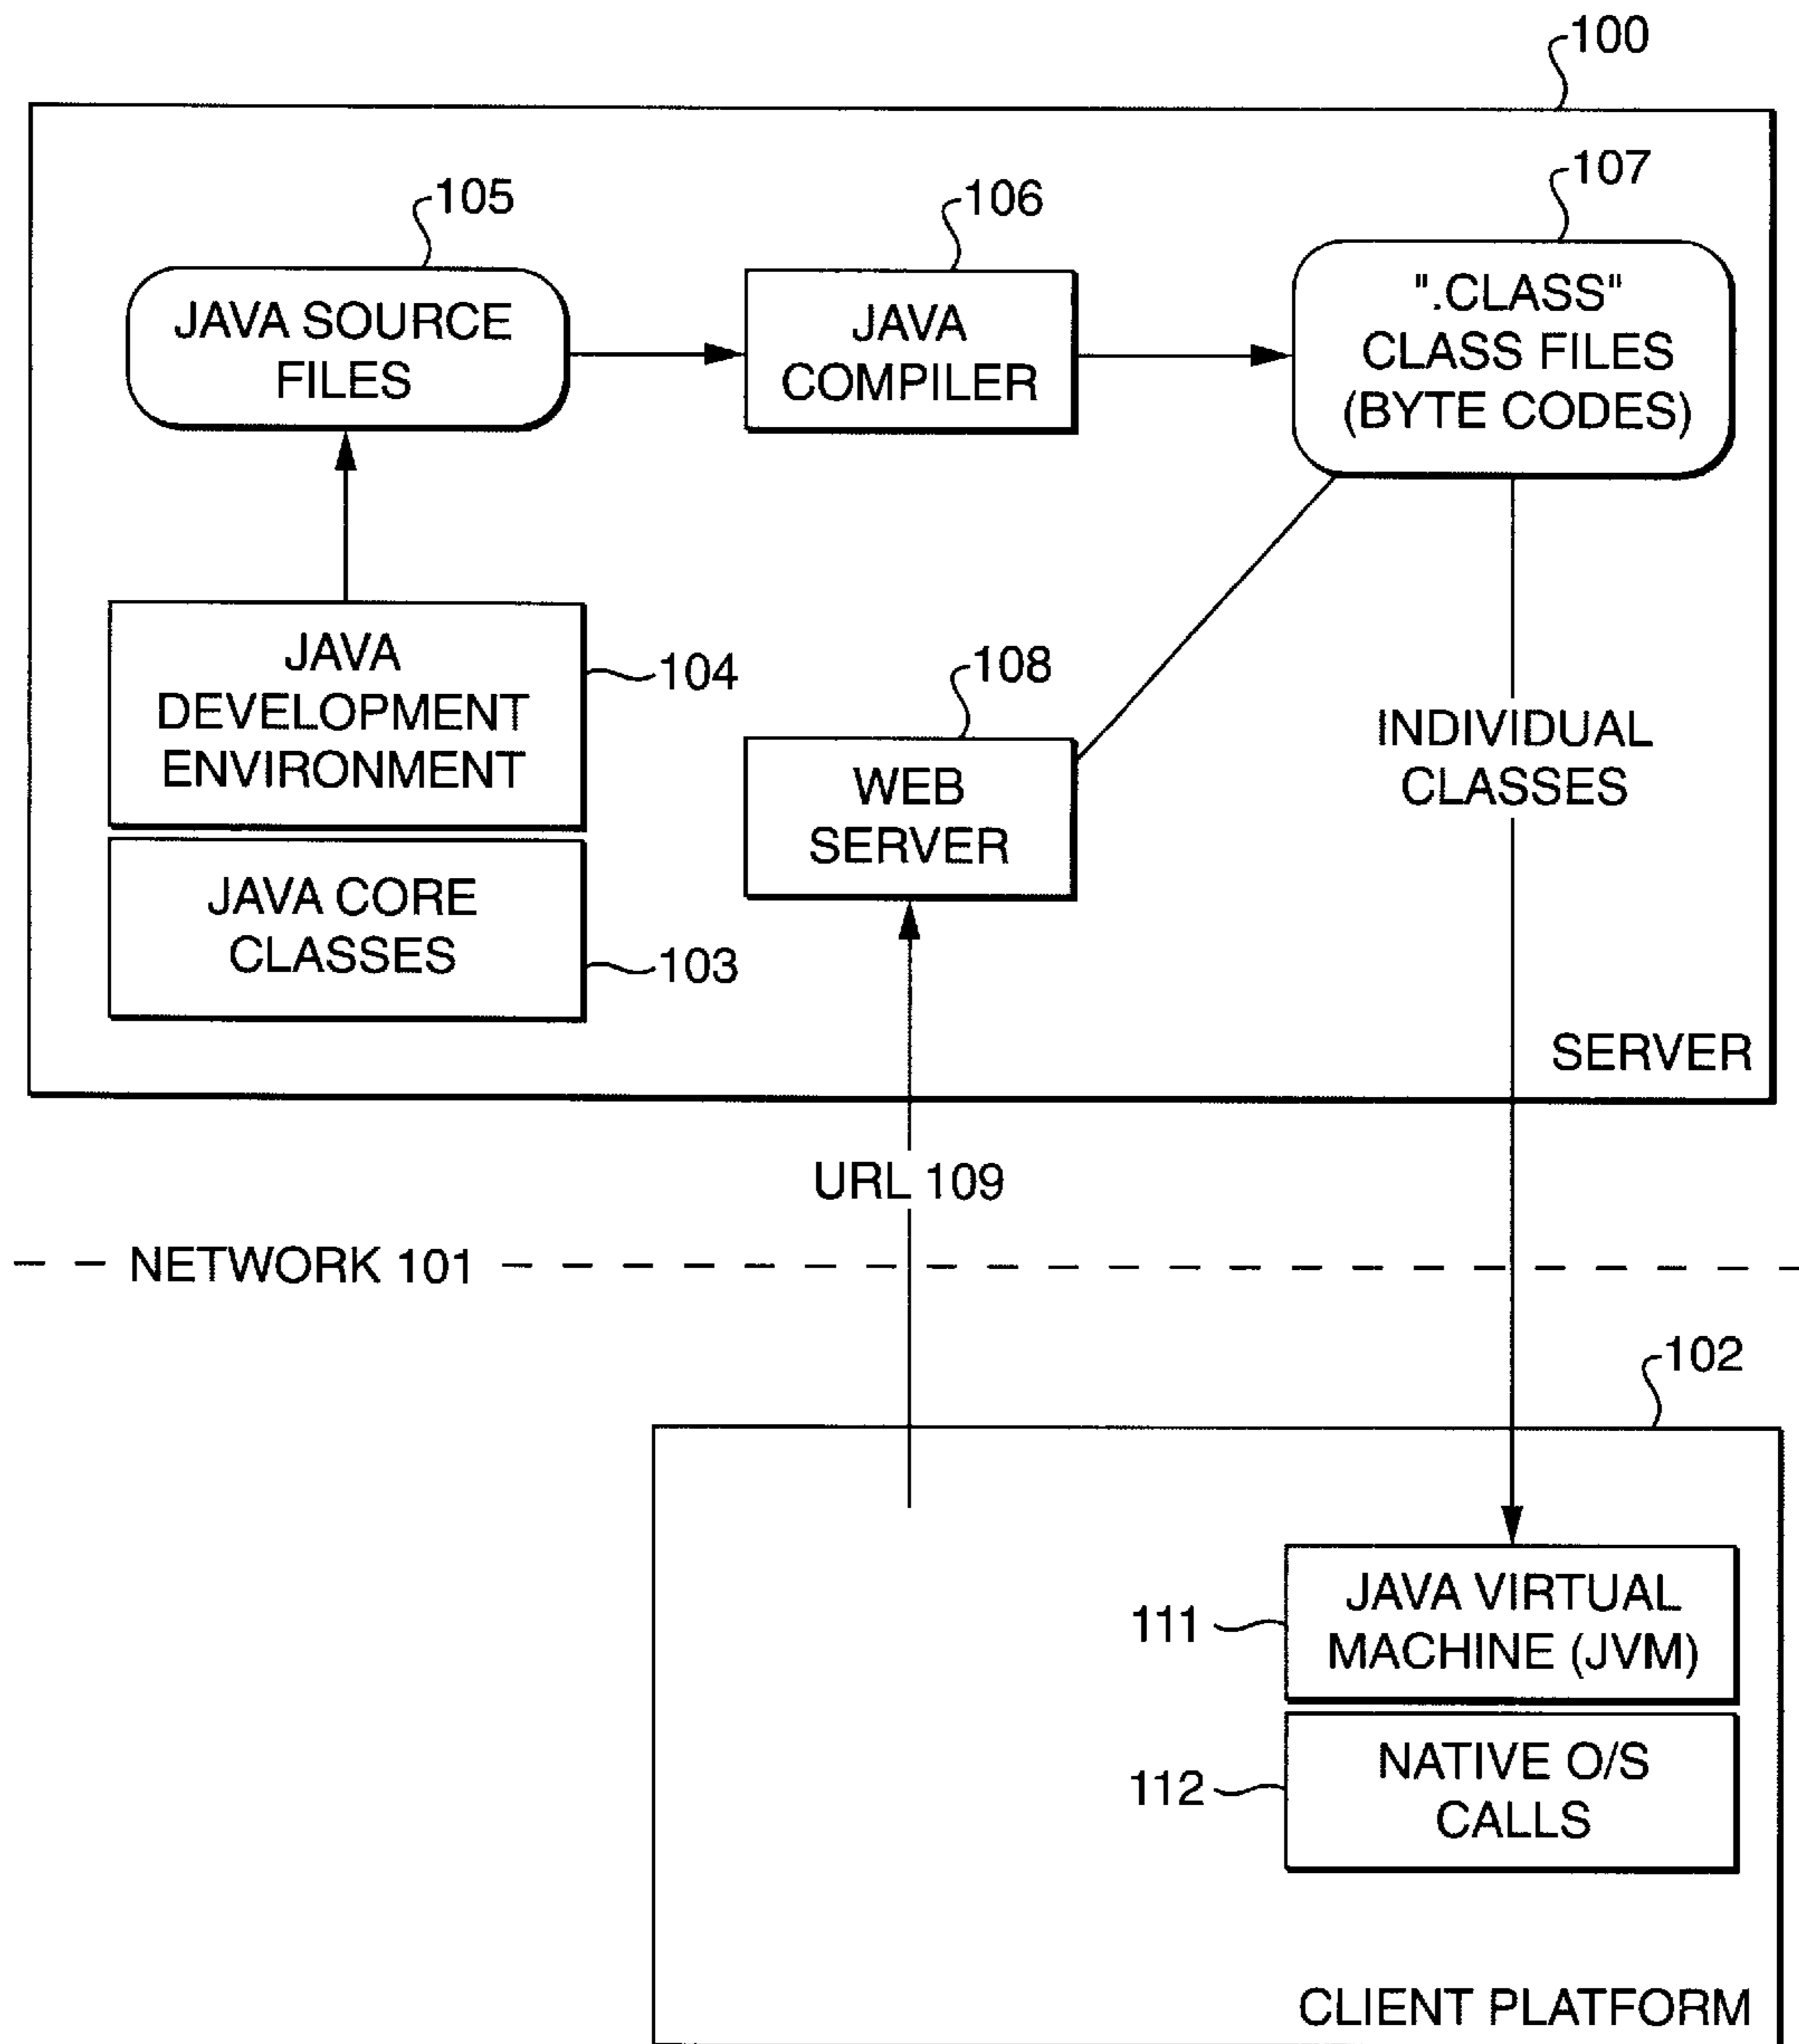 100
105
106
107
JAVA SOURCE
FILES
JAVA
COMPILER
".CLASS"
CLASS FILES
(BYTE CODES)
JAVA
DEVELOPMENT
ENVIRONMENT
104
108
WEB
SERVER
INDIVIDUAL
CLASSES
JAVA CORE
CLASSES
103
SERVER
URL 109
NETWORK 101
102
JAVA VIRTUAL
MACHINE (JVM)
111
NATIVE O/S
CALLS
112
CLIENT PLATFORM